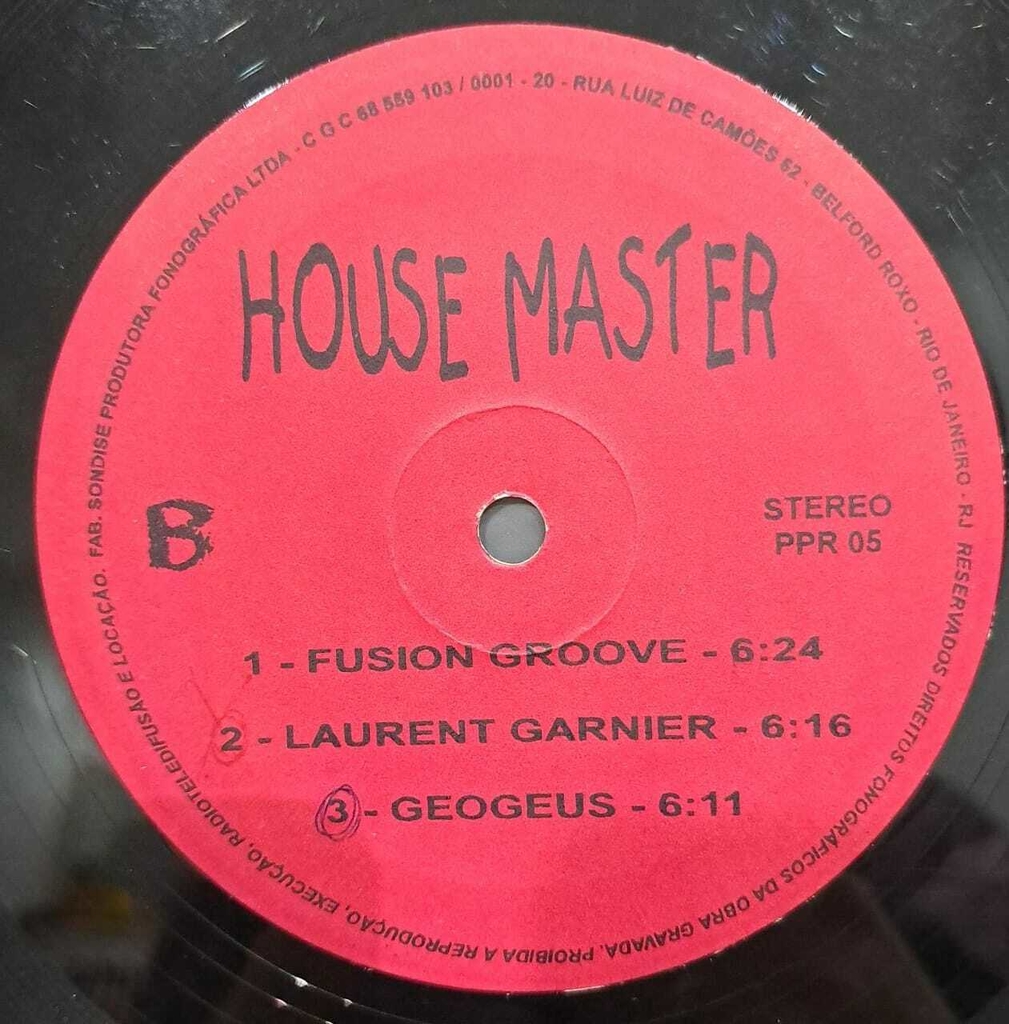 FAB. SONDISE PRODUTORA FONOGRÁFICA LTDA - C G C 68 559 103 / 0001 - 20 - RUA LUIZ DE CAMÕES 62 - BELFORD ROXO - RIO DE JANEIRO - RJ RESERVADOS DIREITOS FONOGRÁFICOS DA OBRA GRAVADA. PROIBIDA A REPRODUÇÃO, EXECUÇÃO, RADIOTELEDIFUSÃO E LOCAÇÃO.
HOUSE MASTER
B
STEREO
PPR 05
1 - FUSION GROOVE - 6:24
2 - LAURENT GARNIER - 6:16
3 - GEOGEUS - 6:11